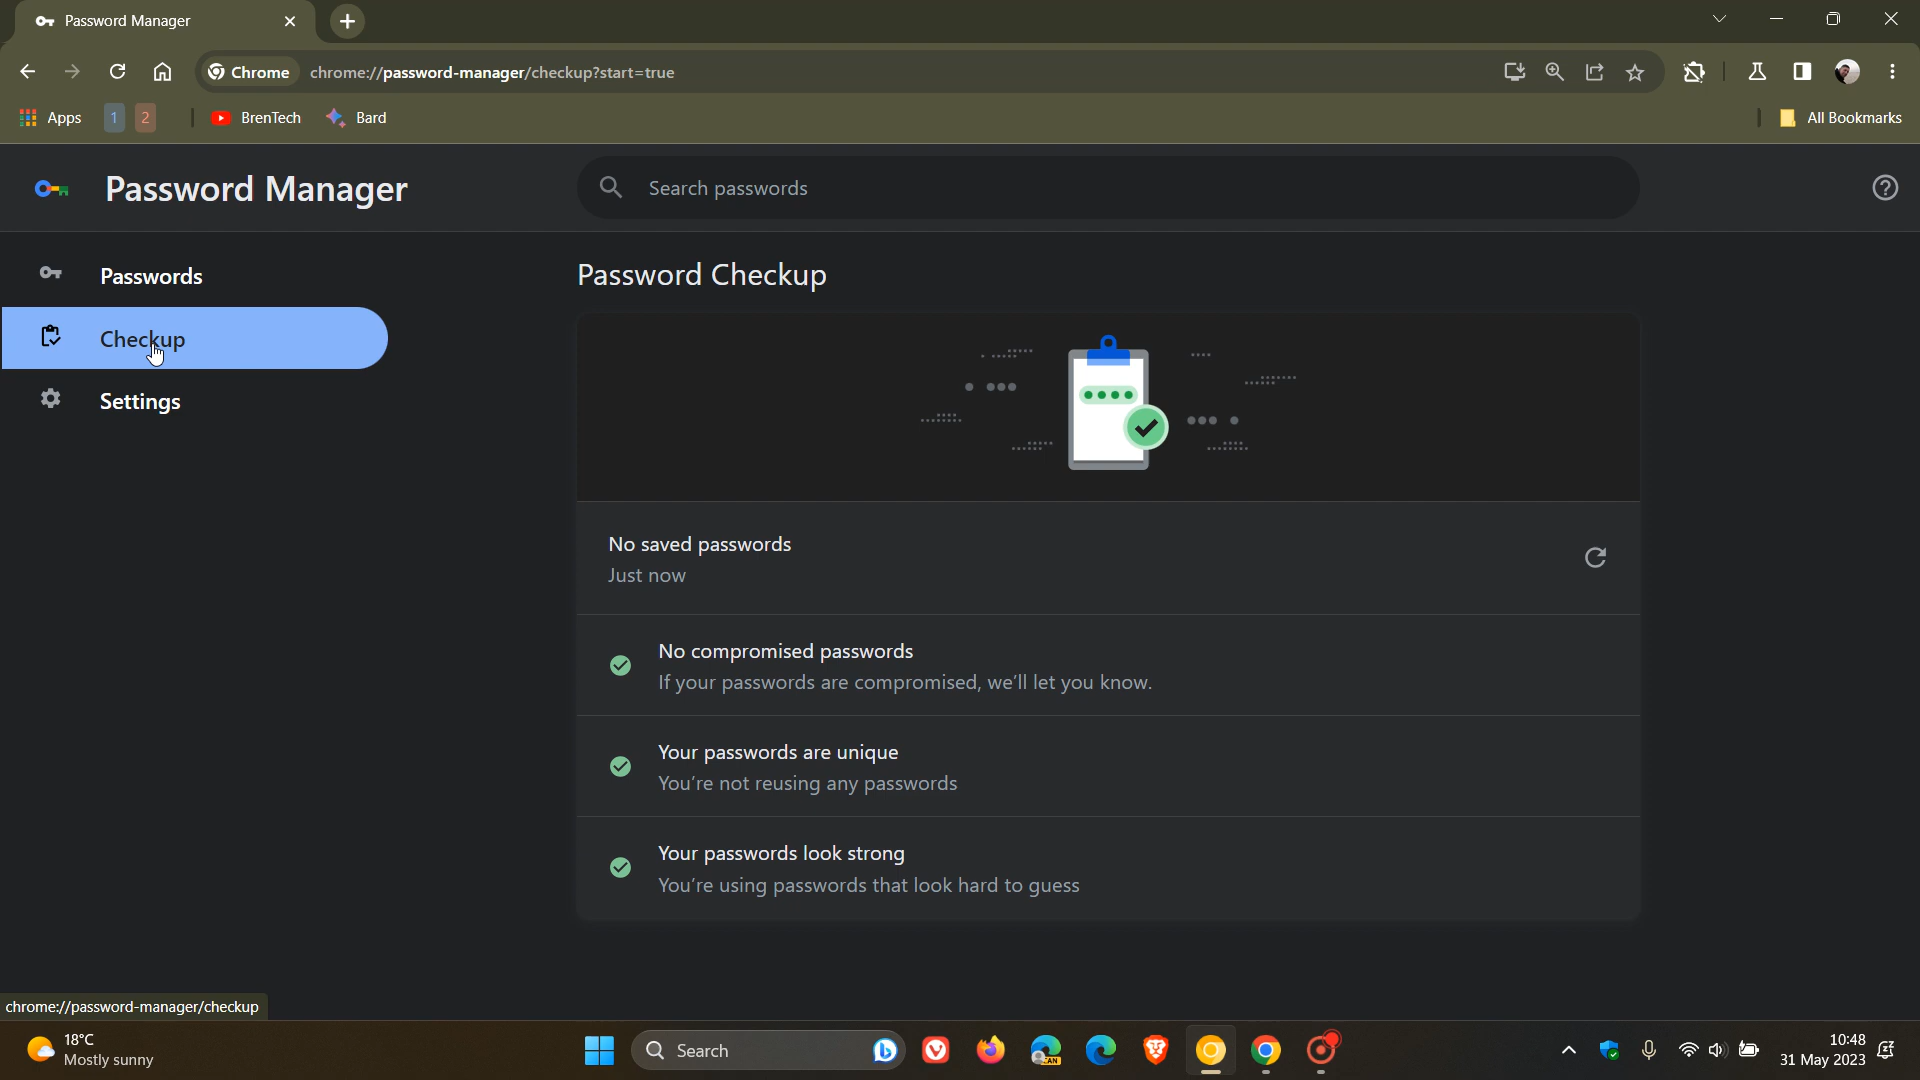 Password Manager
Chrome chrome://password-manager/checkup?start=true
Apps 1 2 BrenTech Bard All Bookmarks
Password Manager
Search passwords
Passwords
Checkup
Settings
Password Checkup
No saved passwords
Just now
No compromised passwords
If your passwords are compromised, we'll let you know.
Your passwords are unique
You're not reusing any passwords
Your passwords look strong
You're using passwords that look hard to guess
chrome://password-manager/checkup
18°C
Mostly sunny
Search
CAN
10:48
31 May 2023